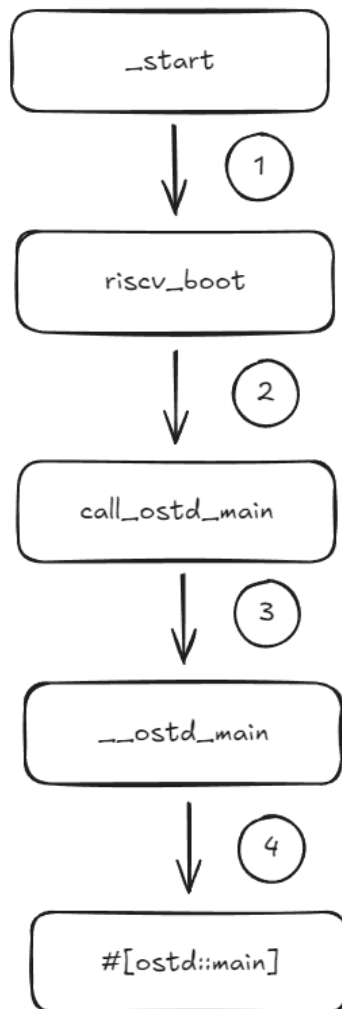 _start
1
riscv_boot
2
call_ostd_main
3
__ostd_main
4
#[ostd::main]